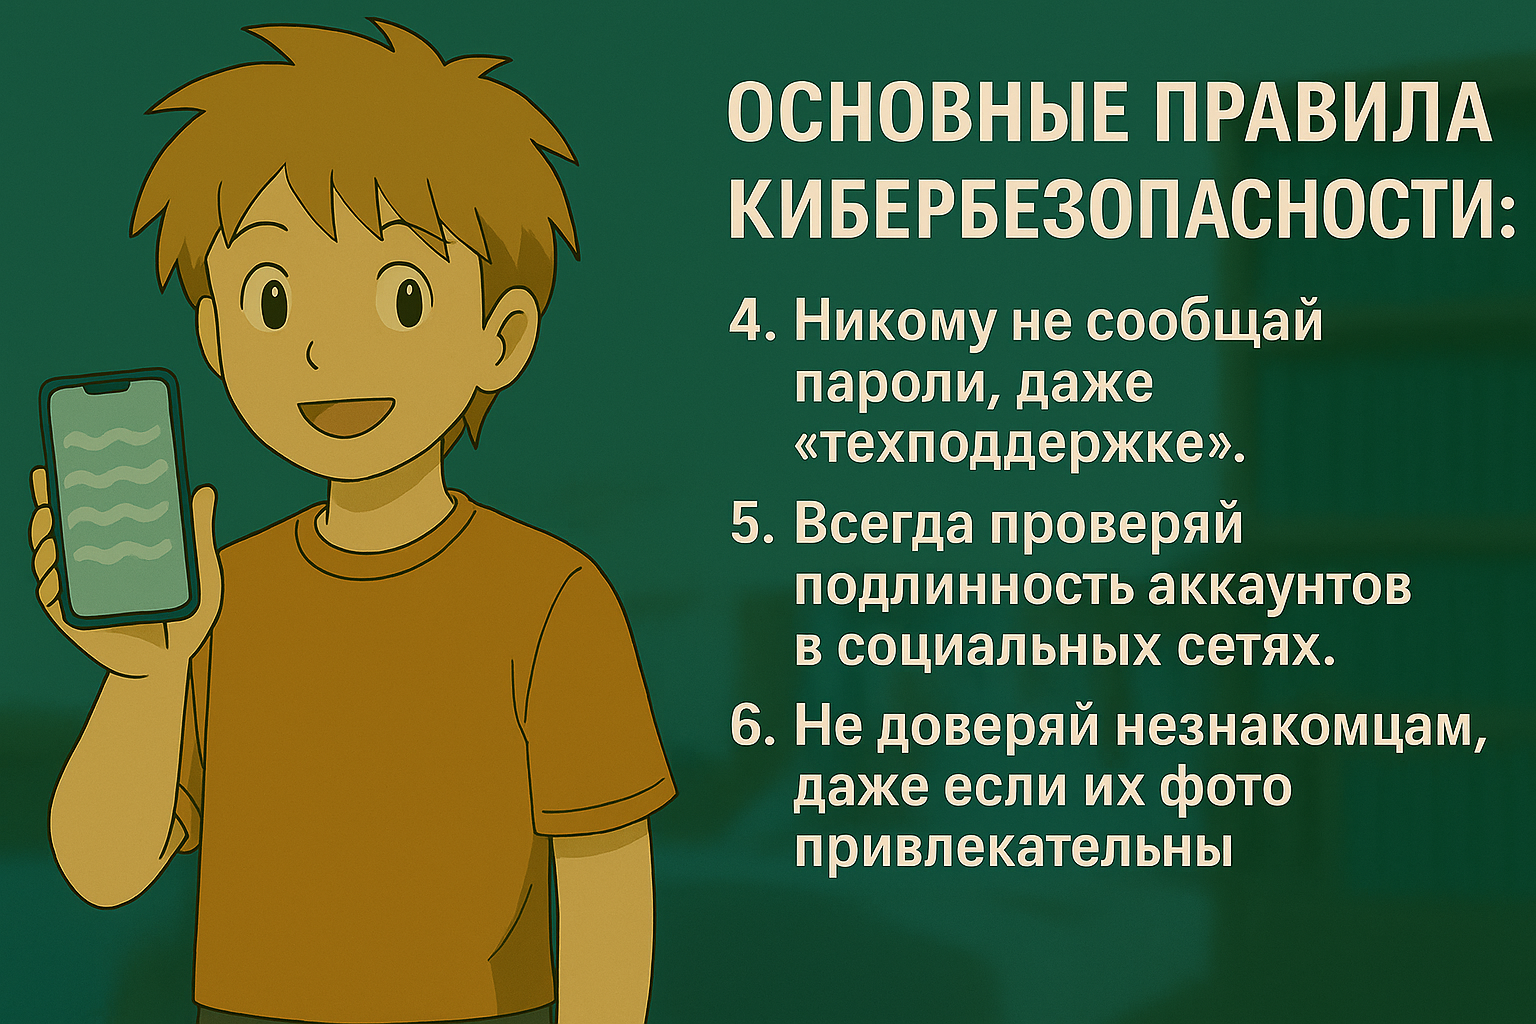 ОСНОВНЫЕ ПРАВИЛА
КИБЕРБЕЗОПАСНОСТИ:
4. Никому не сообщай
пароли, даже
«техподдержке».
5. Всегда проверяй
подлинность аккаунтов
в социальных сетях.
6. Не доверяй незнакомцам,
даже если их фото
привлекательны